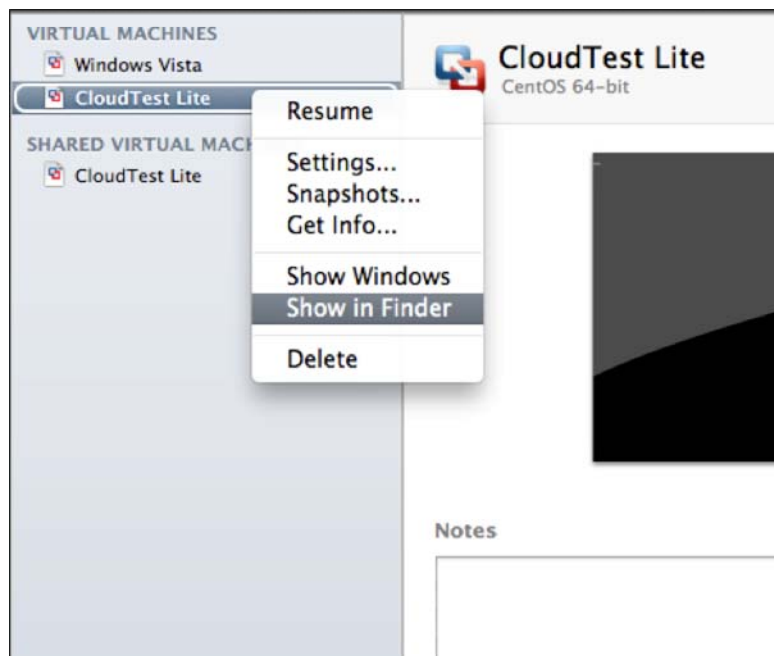 VIRTUAL MACHINES
Windows Vista
CloudTest Lite
SHARED VIRTUAL MACH
CloudTest Lite
Resume
Settings...
Snapshots...
Get Info...
Show Windows
Show in Finder
Delete
CloudTest Lite
CentOS 64-bit
Notes